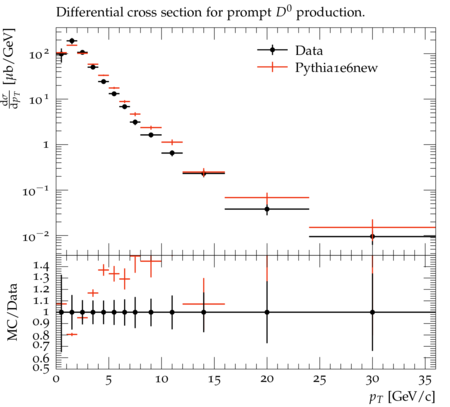 Differential cross section for prompt D⁰ production.
dσ/dp_T [μb/GeV]
Data
Pythia1e6new
10²
10¹
1
10⁻¹
10⁻²
MC/Data
1.4
1.3
1.2
1.1
1
0.9
0.8
0.7
0.6
0.5
0 5 10 15 20 25 30 35
p_T [GeV/c]